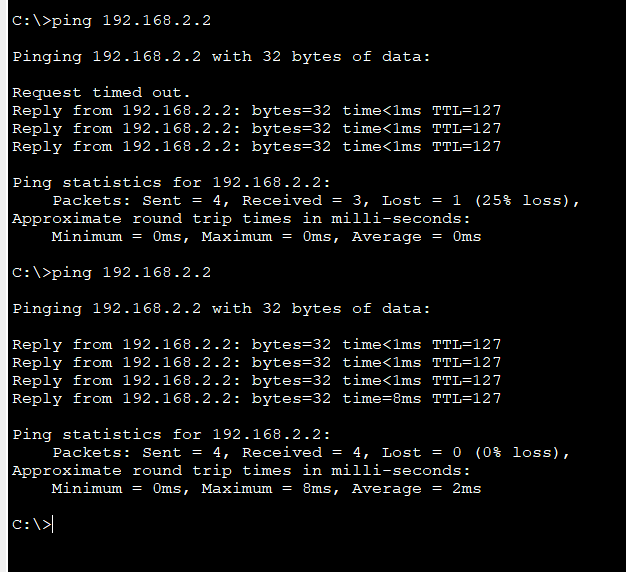 C:\>ping 192.168.2.2
Pinging 192.168.2.2 with 32 bytes of data:
Request timed out.
Reply from 192.168.2.2: bytes=32 time<1ms TTL=127
Reply from 192.168.2.2: bytes=32 time<1ms TTL=127
Reply from 192.168.2.2: bytes=32 time<1ms TTL=127
Ping statistics for 192.168.2.2:
    Packets: Sent = 4, Received = 3, Lost = 1 (25% loss),
Approximate round trip times in milli-seconds:
    Minimum = 0ms, Maximum = 0ms, Average = 0ms
C:\>ping 192.168.2.2
Pinging 192.168.2.2 with 32 bytes of data:
Reply from 192.168.2.2: bytes=32 time<1ms TTL=127
Reply from 192.168.2.2: bytes=32 time<1ms TTL=127
Reply from 192.168.2.2: bytes=32 time<1ms TTL=127
Reply from 192.168.2.2: bytes=32 time=8ms TTL=127
Ping statistics for 192.168.2.2:
    Packets: Sent = 4, Received = 4, Lost = 0 (0% loss),
Approximate round trip times in milli-seconds:
    Minimum = 0ms, Maximum = 8ms, Average = 2ms
C:\>